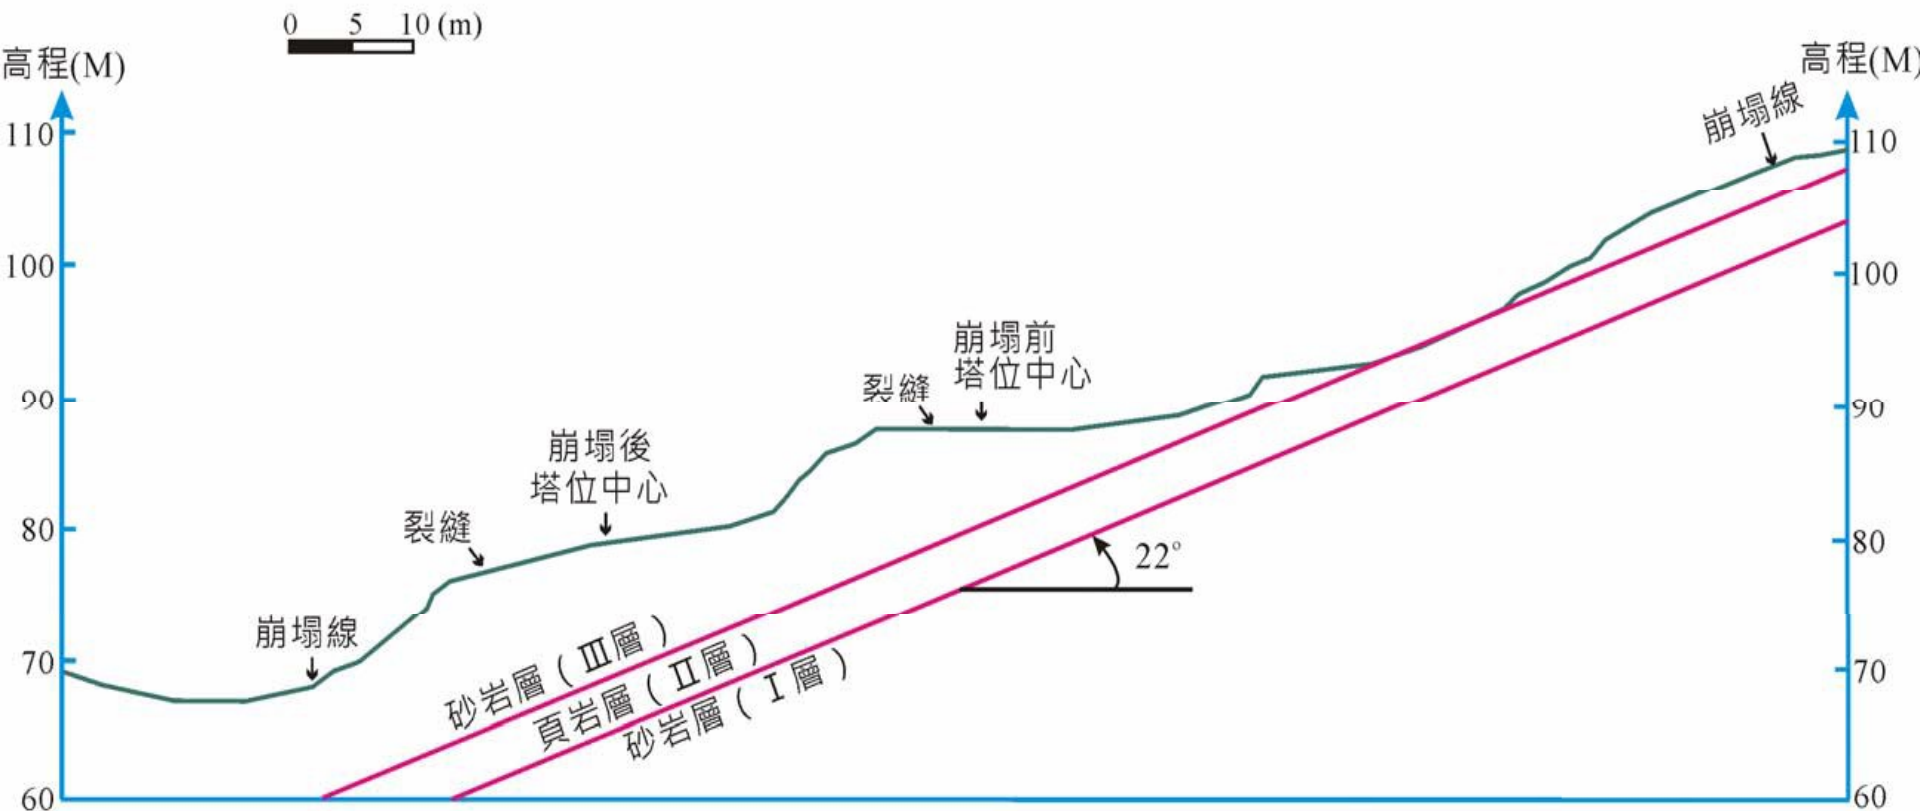 0 5 10 (m)
高程(M)
高程(M)
崩塌線
110
110
100
100
崩塌前
塔位中心
裂縫
90
90
崩塌後
塔位中心
裂縫
80
80
22°
崩塌線
70
70
砂岩層(Ⅲ層)
頁岩層(Ⅱ層)
砂岩層(Ⅰ層)
60
60